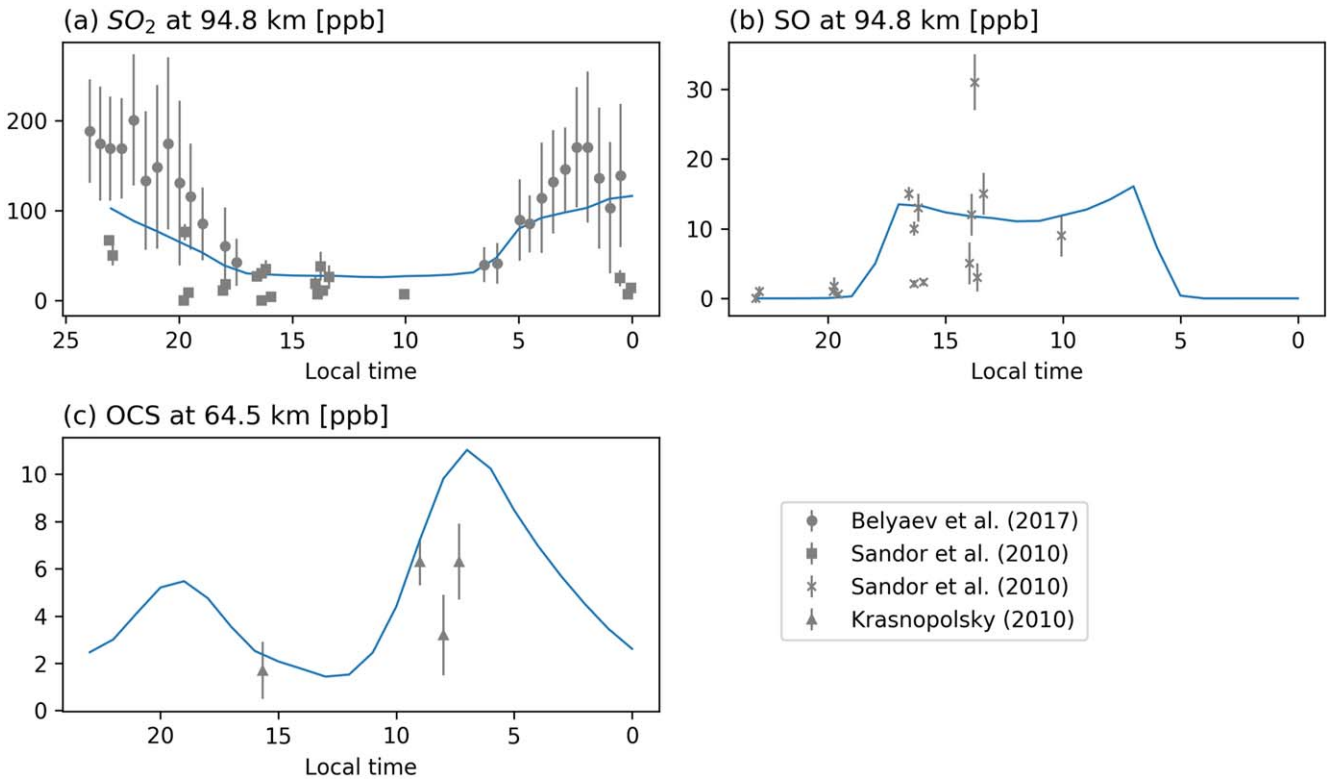 (a) SO₂ at 94.8 km [ppb]
200
100
0
25 20 15 10 5 0
Local time
(b) SO at 94.8 km [ppb]
30
20
10
0
20 15 10 5 0
Local time
(c) OCS at 64.5 km [ppb]
10
8
6
4
2
0
20 15 10 5 0
Local time
Belyaev et al. (2017)
Sandor et al. (2010)
Sandor et al. (2010)
Krasnopolsky (2010)